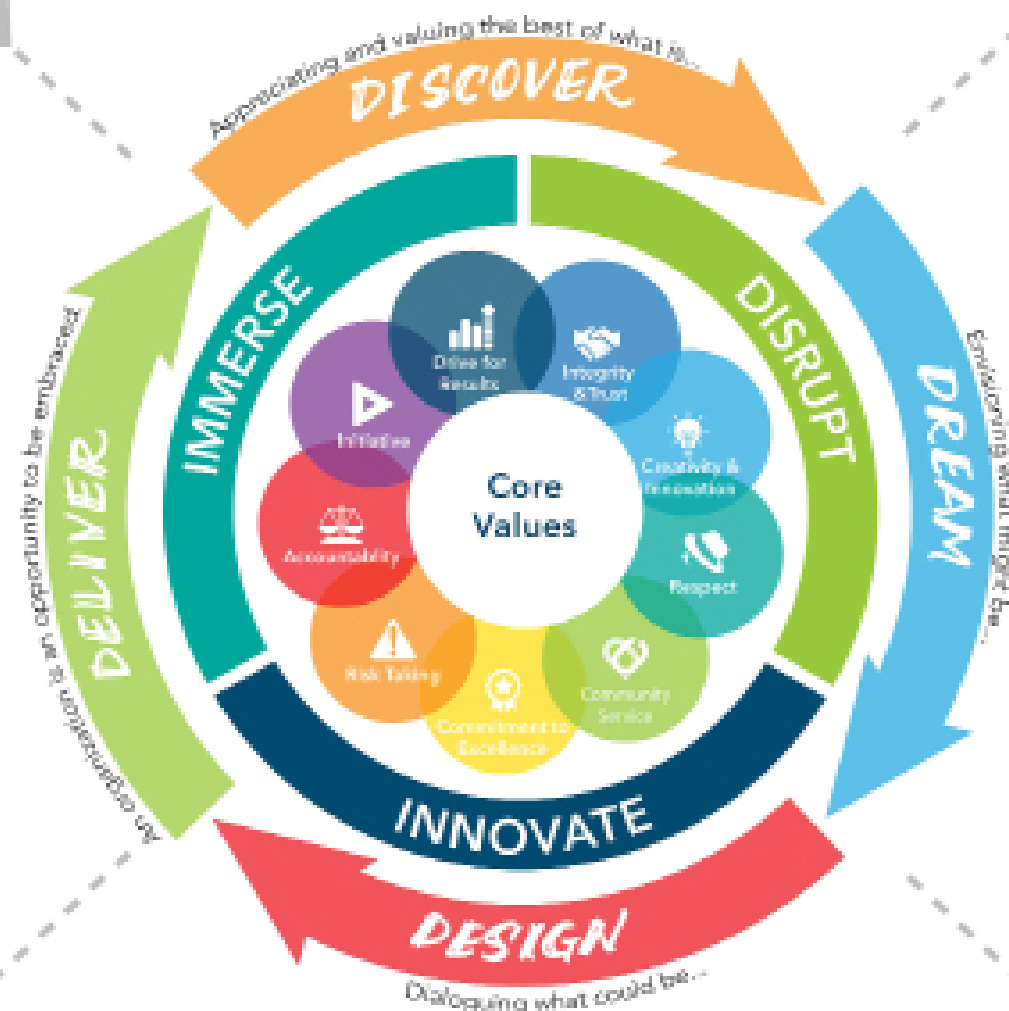 Appreciating and valuing the best of what is...
DISCOVER
Envisioning what might be...
DREAM
Dialoguing what could be...
DESIGN
An organization is an opportunity to be embraced
DELIVER
IMMERSE
DISRUPT
INNOVATE
Drive for
Results
Integrity
& Trust
Creativity &
Innovation
Respect
Community
Service
Commitment to
Excellence
Risk Taking
Accountablity
Initiative
Core
Values